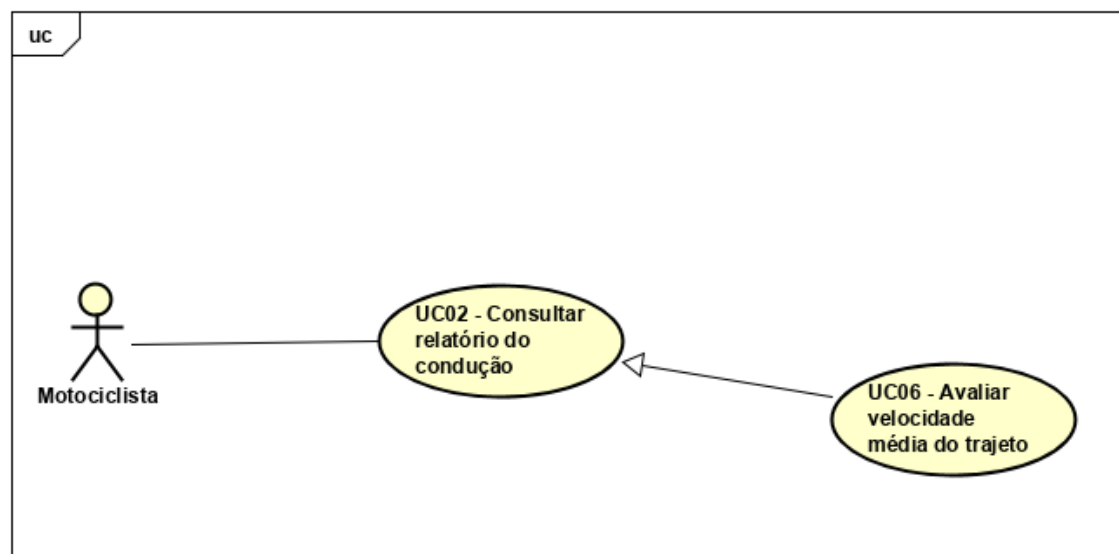 uc
UC02 - Consultar
relatório do
condução
Motociclista
UC06 - Avaliar
velocidade
média do trajeto